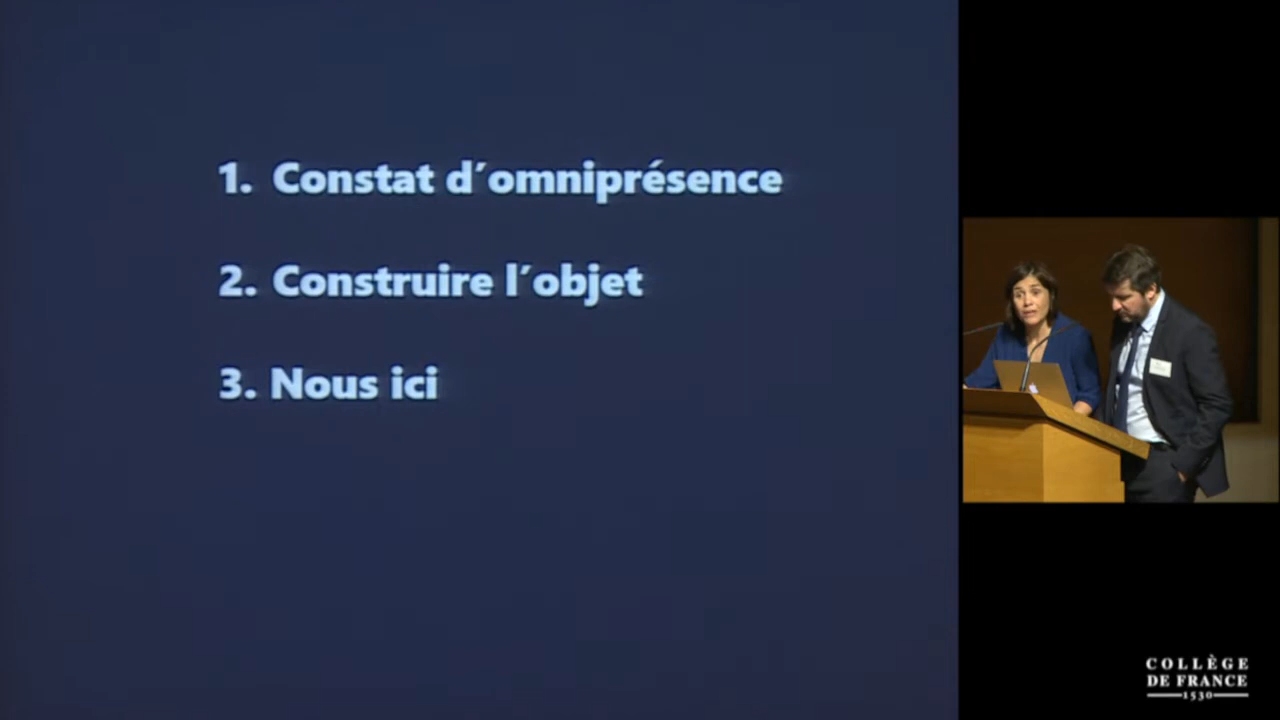 1. Constat d´omniprésence
2. Construire l´objet
3. Nous ici
COLLÈGE
DE FRANCE
1530